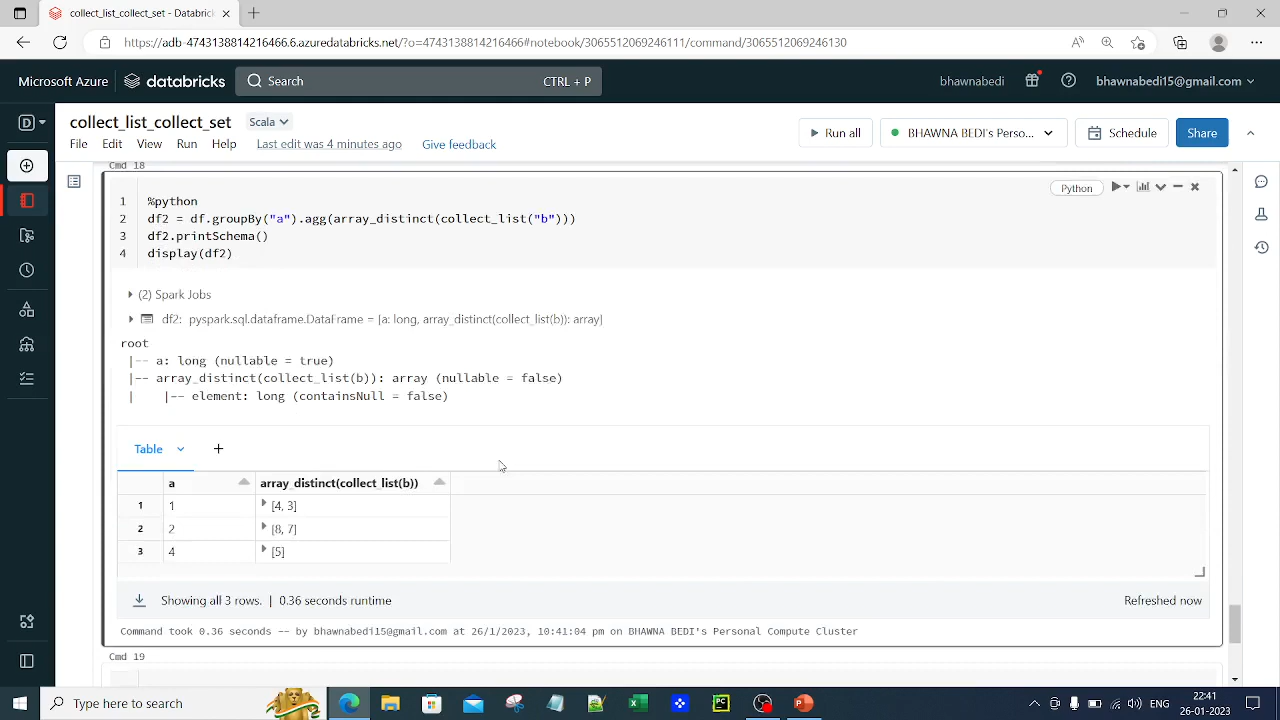 collect_list_collect_set - Databric
https://adb-4743138814216466.6.azuredatabricks.net/?o=4743138814216466#notebook/3065512069246111/command/3065512069246130
Microsoft Azure databricks Search CTRL + P bhawnabedi bhawnabedi15@gmail.com
D collect_list_collect_set Scala
File Edit View Run Help Last edit was 4 minutes ago Give feedback
Run all BHAWNA BEDI's Perso... Schedule Share
Cmd 18
Python
1 %python
2 df2 = df.groupBy("a").agg(array_distinct(collect_list("b")))
3 df2.printSchema()
4 display(df2)
(2) Spark Jobs
df2: pyspark.sql.dataframe.DataFrame = [a: long, array_distinct(collect_list(b)): array]
root
|-- a: long (nullable = true)
|-- array_distinct(collect_list(b)): array (nullable = false)
| |-- element: long (containsNull = false)
Table +
a array_distinct(collect_list(b))
1 1 [4, 3]
2 2 [8, 7]
3 4 [5]
Showing all 3 rows. | 0.36 seconds runtime Refreshed now
Command took 0.36 seconds -- by bhawnabedi15@gmail.com at 26/1/2023, 10:41:04 pm on BHAWNA BEDI's Personal Compute Cluster
Cmd 19
Type here to search PC ENG 22:41
26-01-2023